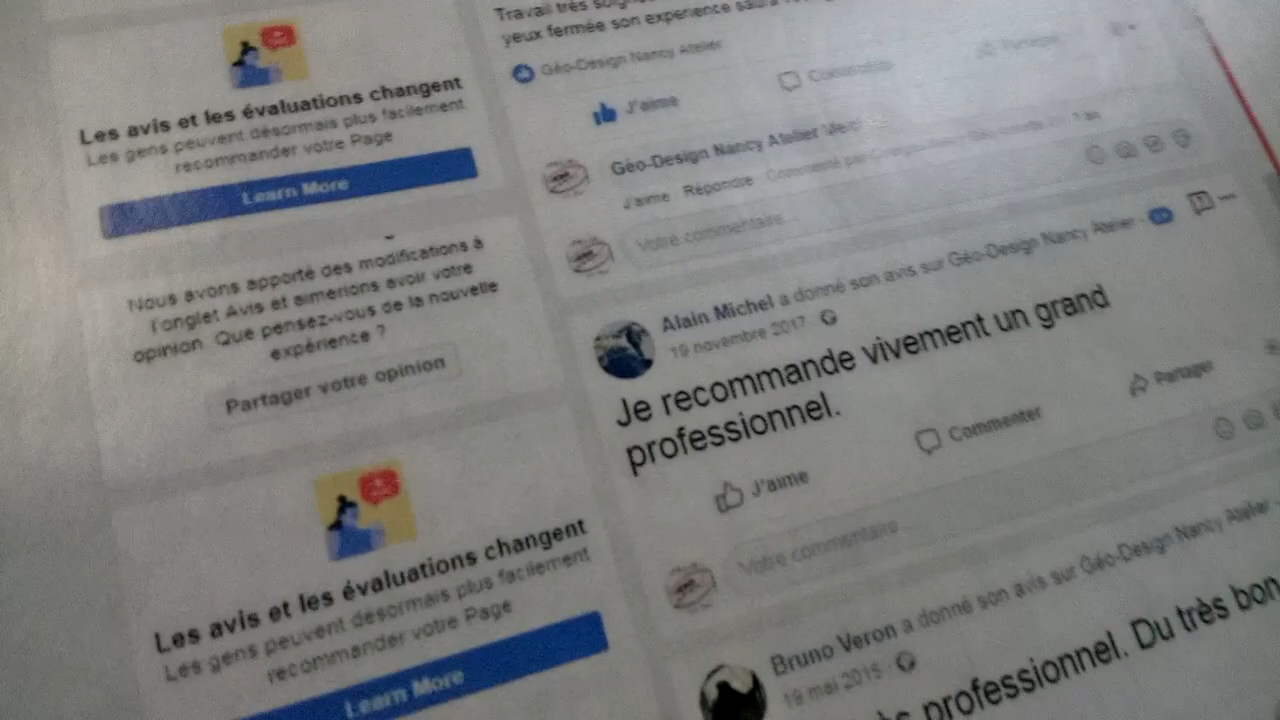 Les avis et les évaluations changent
Les gens peuvent désormais plus facilement
recommander votre Page
Learn More
Nous avons apporté des modifications à
l'onglet Avis et aimerions avoir votre
opinion. Que pensez-vous de la nouvelle
expérience ?
Partager votre opinion
Les avis et les évaluations changent
Les gens peuvent désormais plus facilement
recommander votre Page
Learn More
Travail très
yeux fermée son experience
Géo-Design Nancy Atelier
J'aime Commenter Partager
Géo-Design Nancy Atelier
J'aime Répondre Commenté par 1 an
Votre commentaire...
Alain Michel a donné son avis sur Géo-Design Nancy Atelier
19 novembre 2017
Je recommande vivement un grand
professionnel.
J'aime Commenter Partager
Votre commentaire
Bruno Veron a donné son avis sur Géo-Design Nancy Atelier
19 mai 2015
professionnel. Du très bon